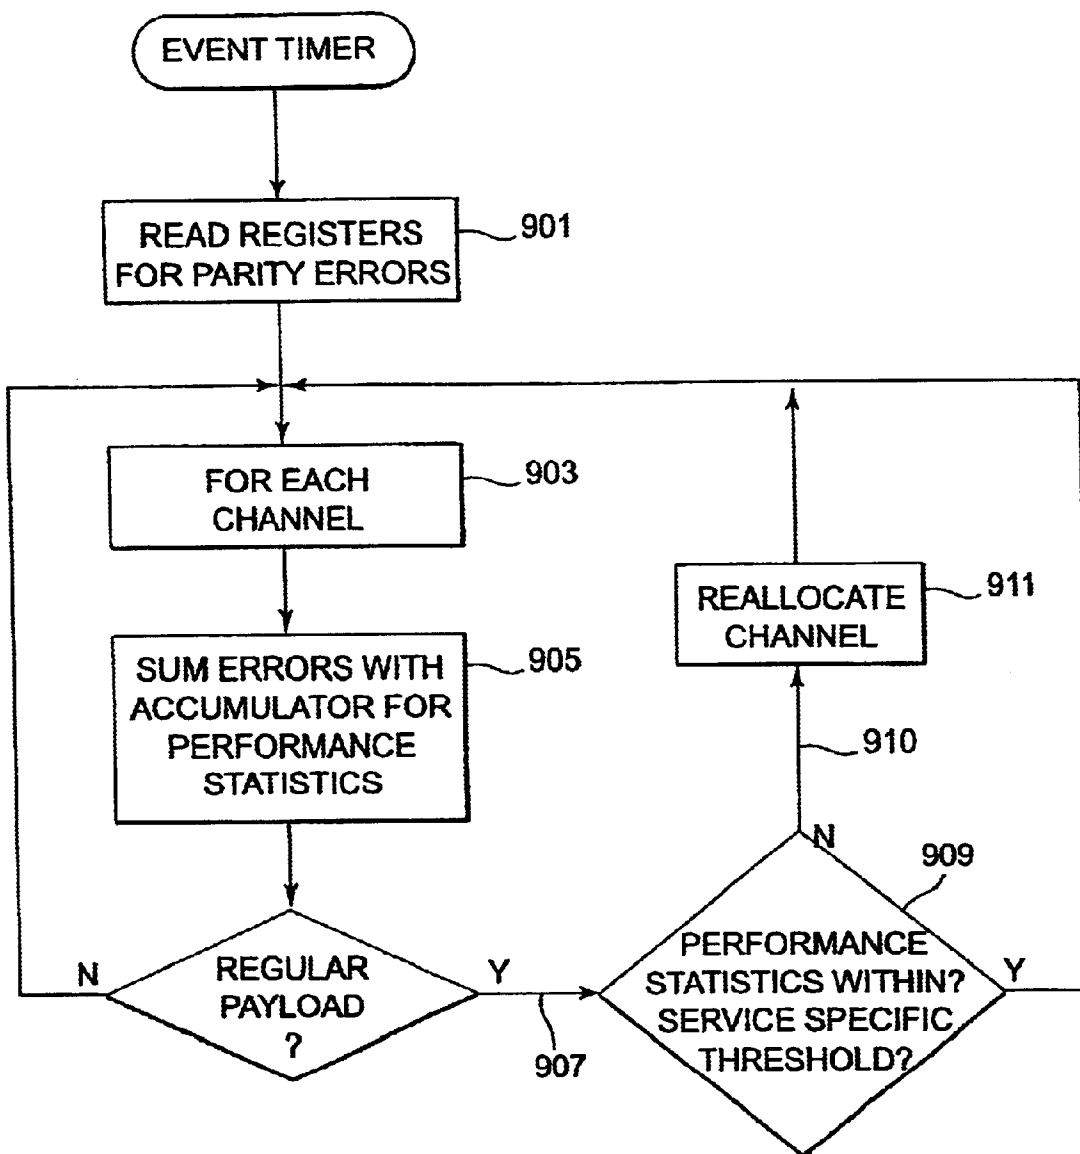 EVENT TIMER
READ REGISTERS
FOR PARITY ERRORS
901
FOR EACH
CHANNEL
903
SUM ERRORS WITH
ACCUMULATOR FOR
PERFORMANCE
STATISTICS
905
REGULAR
PAYLOAD
?
N
Y
907
PERFORMANCE
STATISTICS WITHIN?
SERVICE SPECIFIC
THRESHOLD?
909
N
Y
910
REALLOCATE
CHANNEL
911